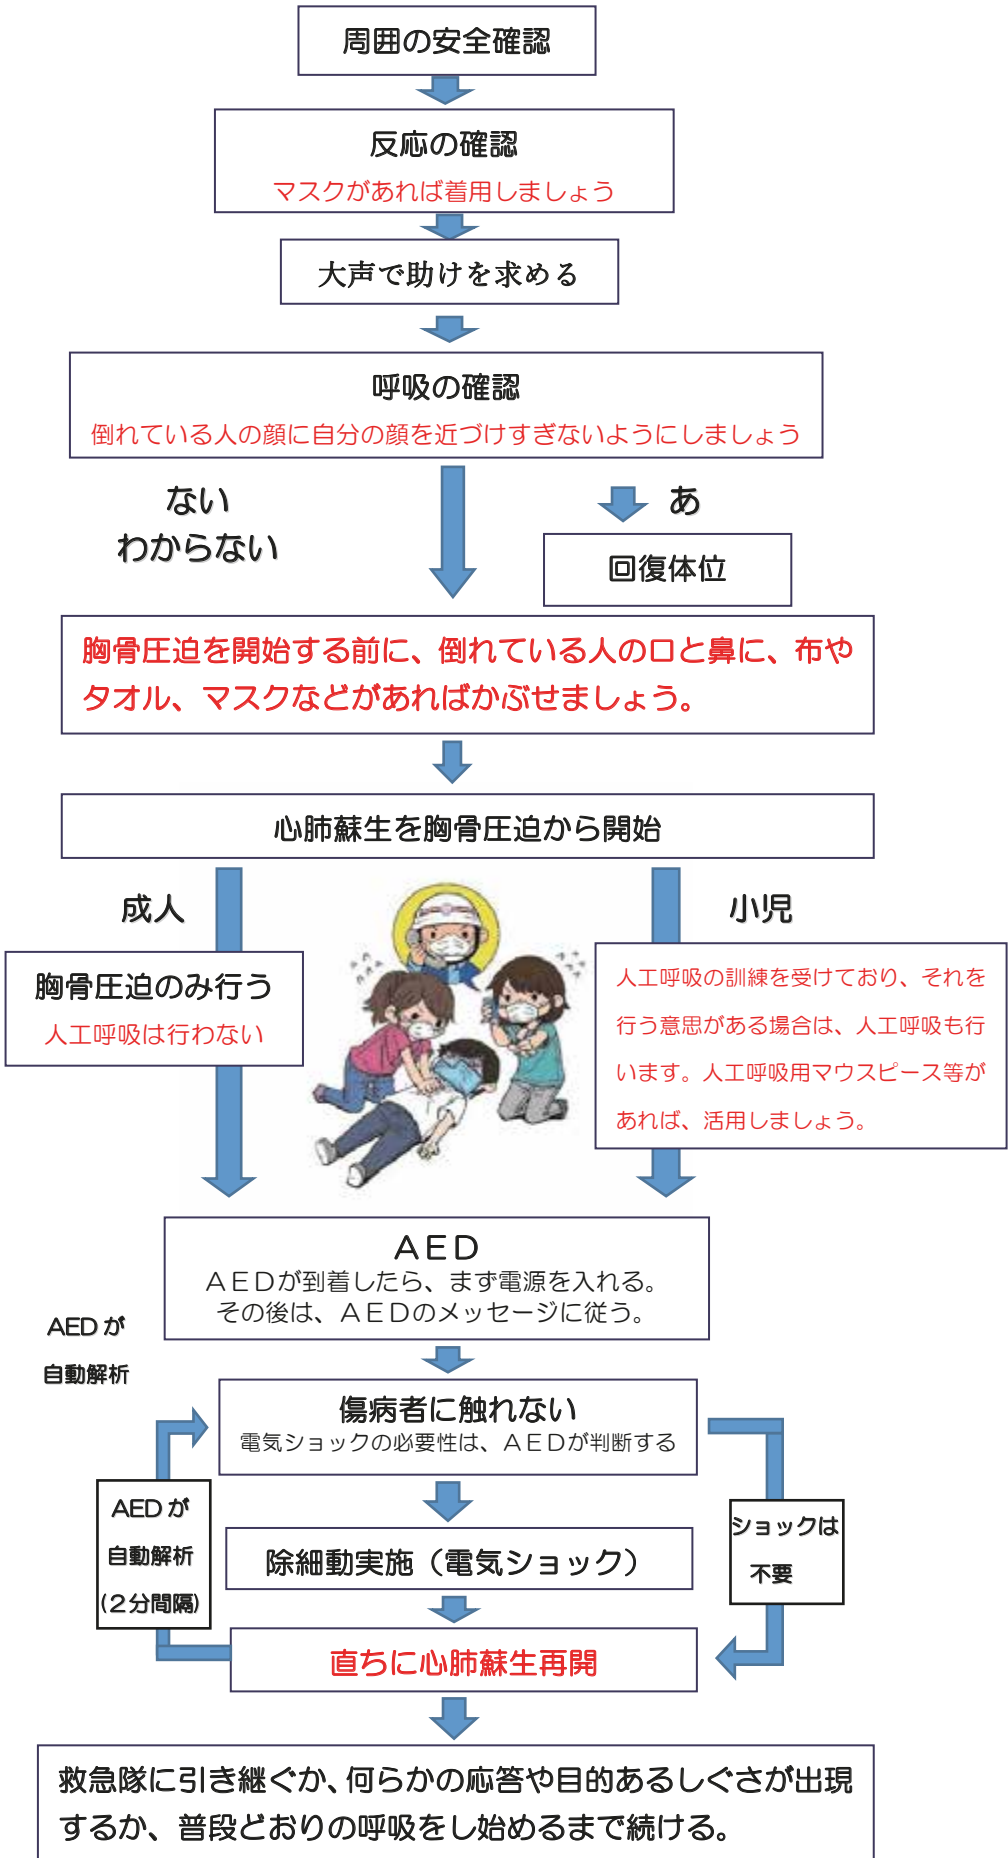 周囲の安全確認
反応の確認
マスクがあれば着用しましょう
大声で助けを求める
呼吸の確認
倒れている人の顔に自分の顔を近づけすぎないようにしましょう
ない
わからない
あ
回復体位
胸骨圧迫を開始する前に、倒れている人の口と鼻に、布や
タオル、マスクなどがあればかぶせましょう。
心肺蘇生を胸骨圧迫から開始
成人
小児
胸骨圧迫のみ行う
人工呼吸は行わない
人工呼吸の訓練を受けており、それを
行う意思がある場合は、人工呼吸も行
います。人工呼吸用マウスピース等が
あれば、活用しましょう。
ＡＥＤ
ＡＥＤが到着したら、まず電源を入れる。
その後は、ＡＥＤのメッセージに従う。
AEDが
自動解析
傷病者に触れない
電気ショックの必要性は、ＡＥＤが判断する
AEDが
自動解析
(２分間隔)
ショックは
不要
除細動実施（電気ショック）
直ちに心肺蘇生再開
救急隊に引き継ぐか、何らかの応答や目的あるしぐさが出現
するか、普段どおりの呼吸をし始めるまで続ける。